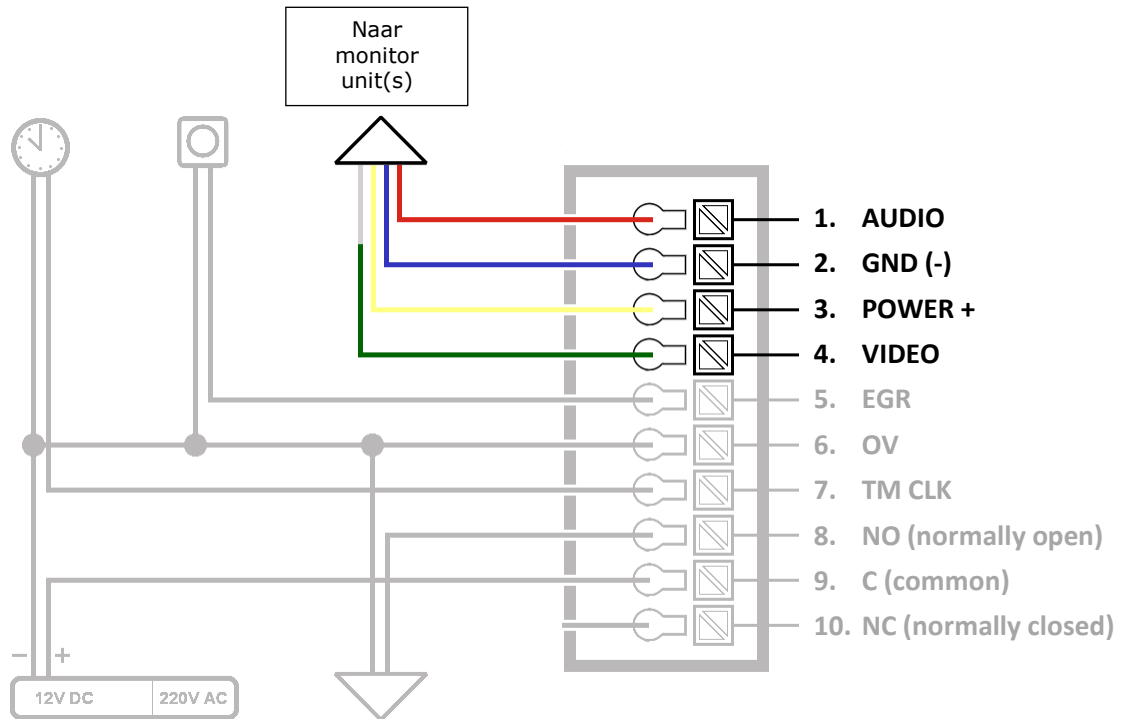 Naar
monitor
unit(s)
1. AUDIO
2. GND (-)
3. POWER +
4. VIDEO
5. EGR
6. OV
7. TM CLK
8. NO (normally open)
9. C (common)
10. NC (normally closed)
− +
12V DC 220V AC